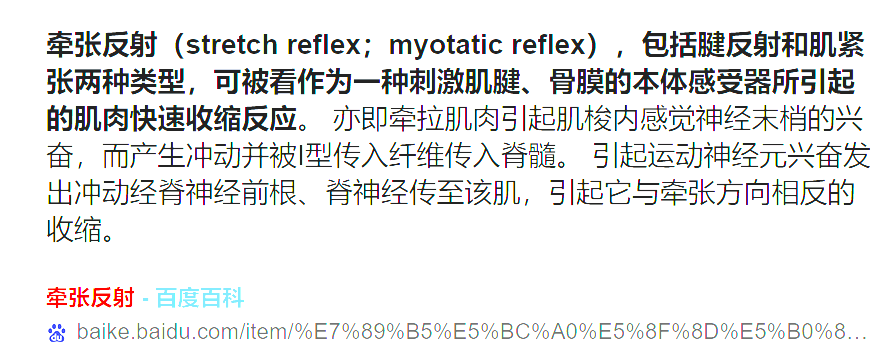 牵张反射（stretch reflex；myotatic reflex），包括腱反射和肌紧
张两种类型，可被看作为一种刺激肌腱、骨膜的本体感受器所引起
的肌肉快速收缩反应。 亦即牵拉肌肉引起肌梭内感觉神经末梢的兴
奋，而产生冲动并被I型传入纤维传入脊髓。 引起运动神经元兴奋发
出冲动经脊神经前根、脊神经传至该肌，引起它与牵张方向相反的
收缩。
牵张反射 - 百度百科
baike.baidu.com/item/%E7%89%B5%E5%BC%A0%E5%8F%8D%E5%B0%8...